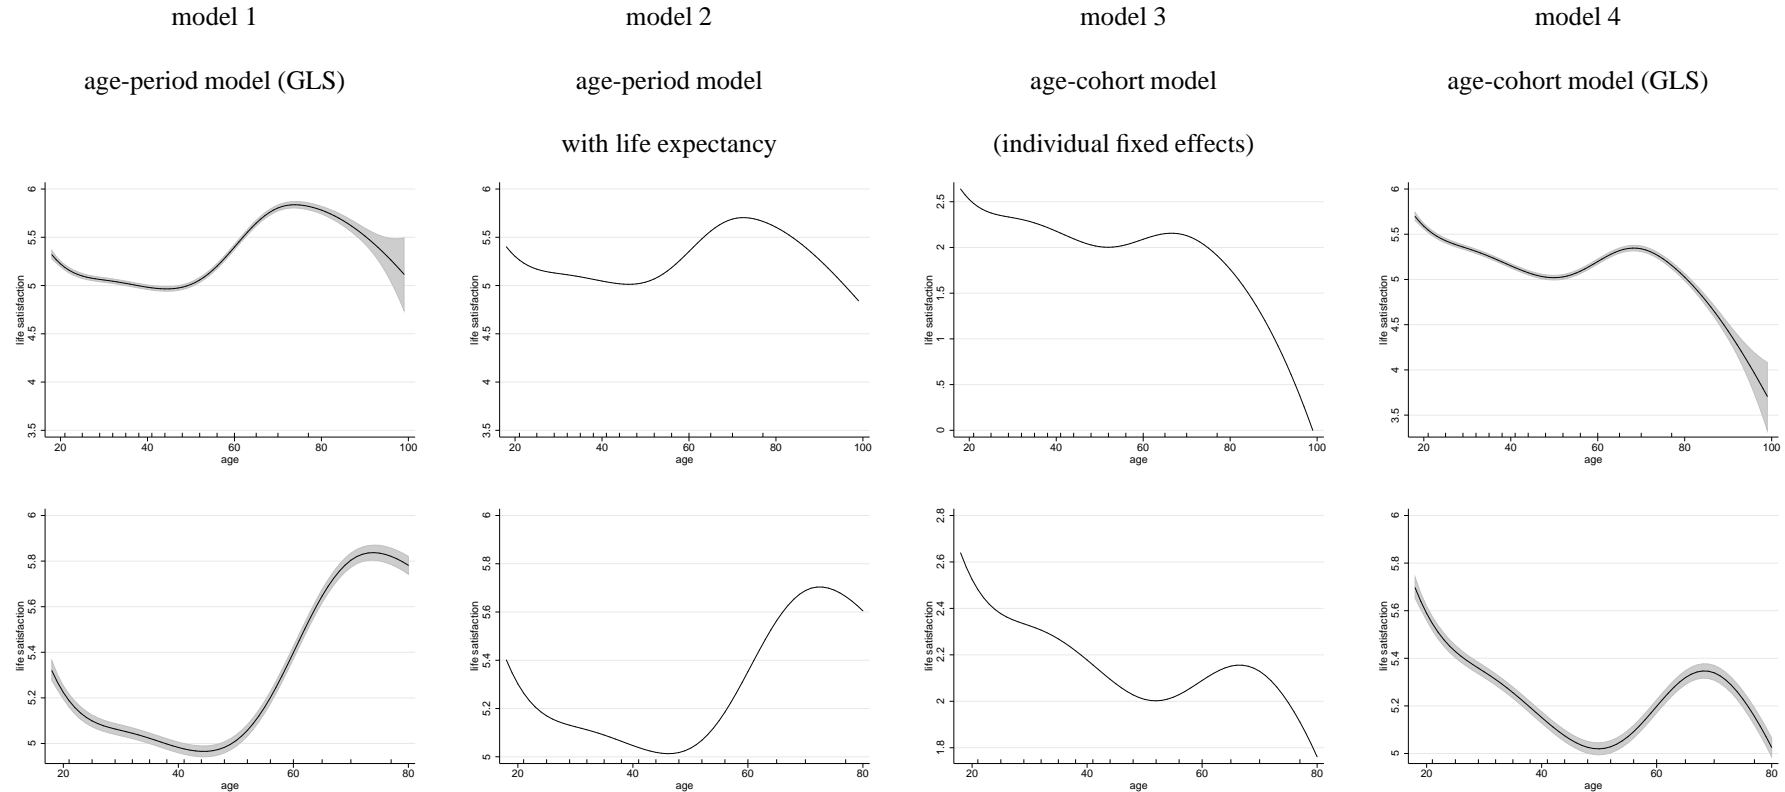 model 1
model 2
model 3
model 4
age-period model (GLS)
age-period model
age-cohort model
age-cohort model (GLS)
with life expectancy
(individual fixed effects)
life satisfaction
3.5 4 4.5 5 5.5 6
20 40 60 80 100
age
life satisfaction
3.5 4 4.5 5 5.5 6
20 40 60 80 100
age
life satisfaction
0 .5 1 1.5 2 2.5
20 40 60 80 100
age
life satisfaction
3.5 4 4.5 5 5.5 6
20 40 60 80 100
age
life satisfaction
5 5.2 5.4 5.6 5.8 6
20 40 60 80
age
life satisfaction
5 5.2 5.4 5.6 5.8 6
20 40 60 80
age
life satisfaction
1.8 2 2.2 2.4 2.6 2.8
20 40 60 80
age
life satisfaction
5 5.2 5.4 5.6 5.8 6
20 40 60 80
age